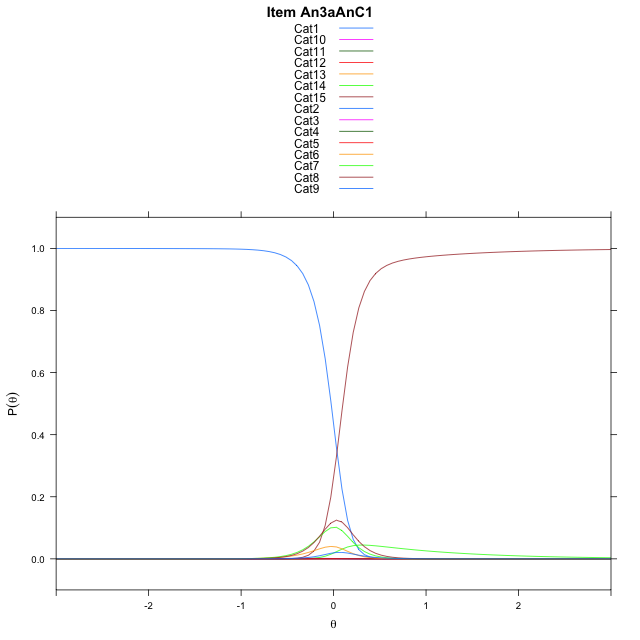 Item An3aAnC1
Cat1
Cat10
Cat11
Cat12
Cat13
Cat14
Cat15
Cat2
Cat3
Cat4
Cat5
Cat6
Cat7
Cat8
Cat9
1.0
0.8
0.6
0.4
0.2
0.0
P(θ)
-2 -1 0 1 2
θ